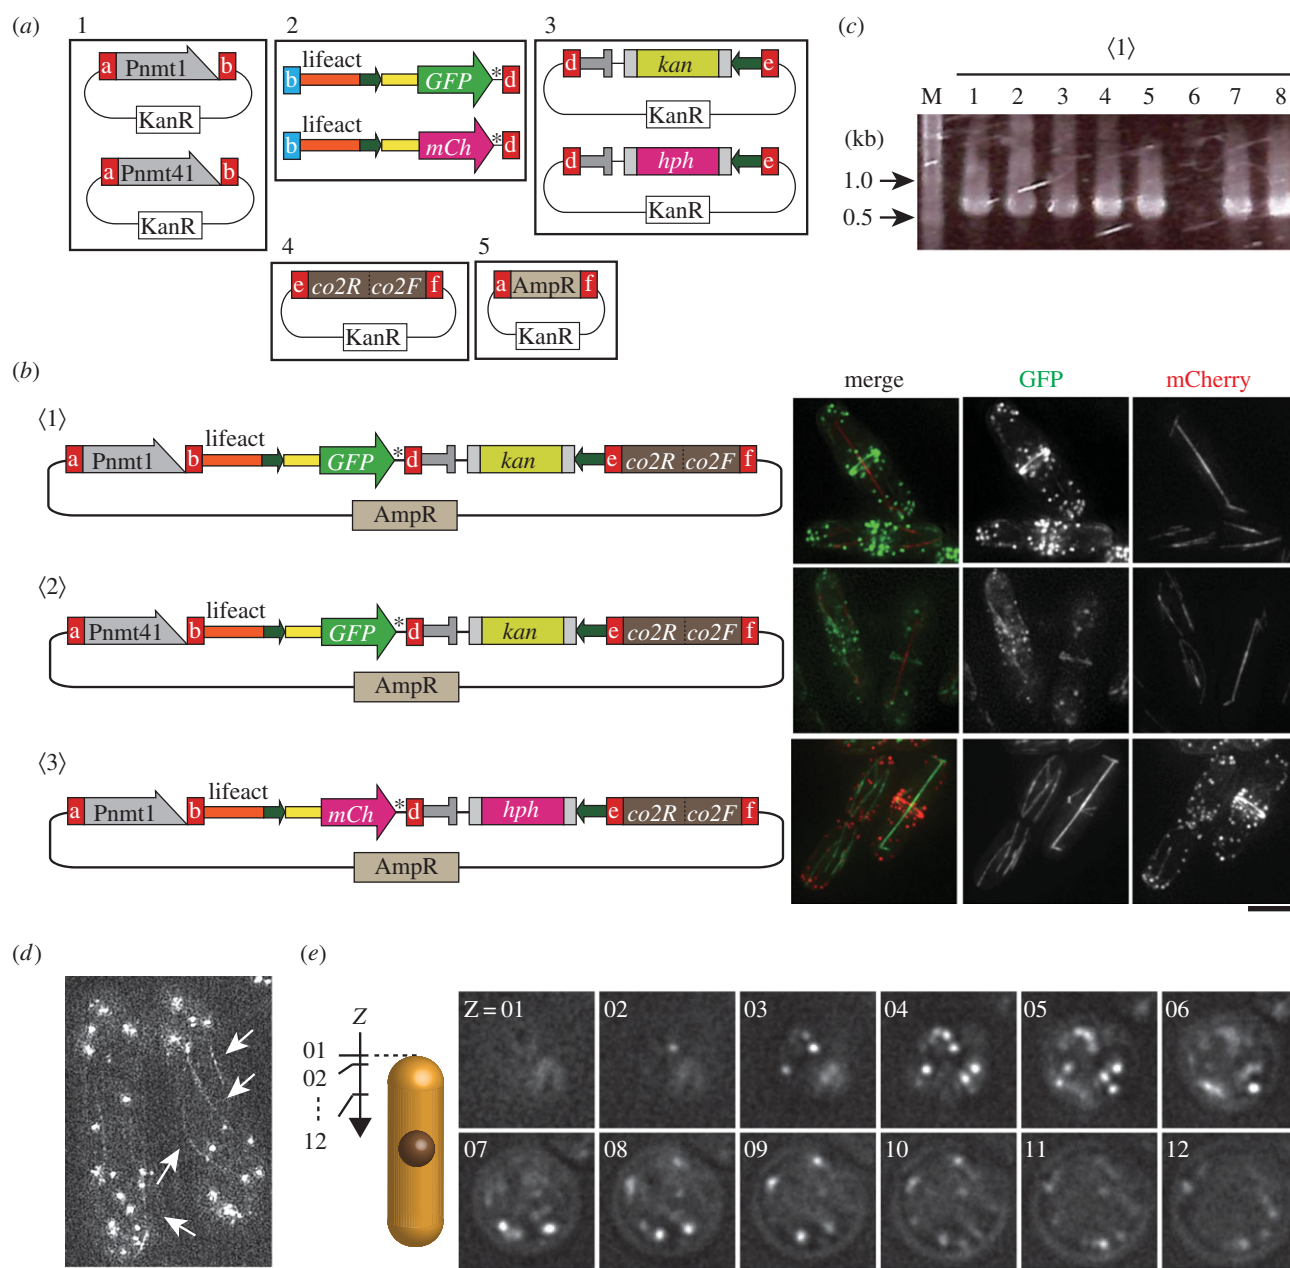 (a)
1
a Pnmt1 b
KanR
a Pnmt41 b
KanR
2
lifeact
b GFP * d
lifeact
b mCh * d
3
d kan e
KanR
d hph e
KanR
4
e co2R co2F f
KanR
5
a AmpR f
KanR
(c)
⟨1⟩
M 1 2 3 4 5 6 7 8
(kb)
1.0
0.5
(b)
merge GFP mCherry
⟨1⟩
lifeact
a Pnmt1 b GFP * d kan e co2R co2F f
AmpR
⟨2⟩
lifeact
a Pnmt41 b GFP * d kan e co2R co2F f
AmpR
⟨3⟩
lifeact
a Pnmt1 b mCh * d hph e co2R co2F f
AmpR
(d)
(e)
Z
01
02
12
Z = 01 02 03 04 05 06
07 08 09 10 11 12